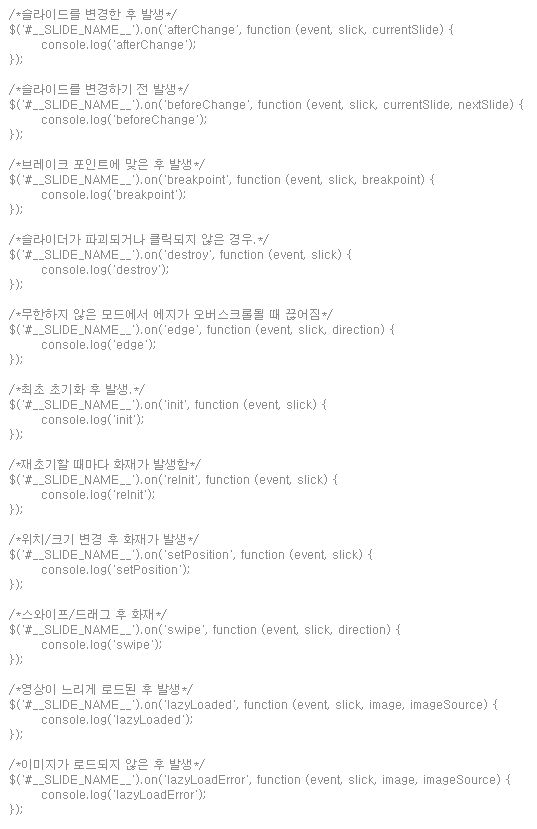 /*슬라이드를 변경한 후 발생*/
$('#__SLIDE_NAME__').on('afterChange', function (event, slick, currentSlide) {
console.log('afterChange');
});
/*슬라이드를 변경하기 전 발생*/
$('#__SLIDE_NAME__').on('beforeChange', function (event, slick, currentSlide, nextSlide) {
console.log('beforeChange');
});
/*브레이크 포인트에 맞은 후 발생*/
$('#__SLIDE_NAME__').on('breakpoint', function (event, slick, breakpoint) {
console.log('breakpoint');
});
/*슬라이더가 파괴되거나 클릭되지 않은 경우.*/
$('#__SLIDE_NAME__').on('destroy', function (event, slick) {
console.log('destroy');
});
/*무한하지 않은 모드에서 에지가 오버스크롤될 때 끊어짐*/
$('#__SLIDE_NAME__').on('edge', function (event, slick, direction) {
console.log('edge');
});
/*최초 초기화 후 발생.*/
$('#__SLIDE_NAME__').on('init', function (event, slick) {
console.log('init');
});
/*재초기할 때마다 화재가 발생함*/
$('#__SLIDE_NAME__').on('reInit', function (event, slick) {
console.log('reInit');
});
/*위치/크기 변경 후 화재가 발생*/
$('#__SLIDE_NAME__').on('setPosition', function (event, slick) {
console.log('setPosition');
});
/*스와이프/드래그 후 화재*/
$('#__SLIDE_NAME__').on('swipe', function (event, slick, direction) {
console.log('swipe');
});
/*영상이 느리게 로드된 후 발생*/
$('#__SLIDE_NAME__').on('lazyLoaded', function (event, slick, image, imageSource) {
console.log('lazyLoaded');
});
/*이미지가 로드되지 않은 후 발생*/
$('#__SLIDE_NAME__').on('lazyLoadError', function (event, slick, image, imageSource) {
console.log('lazyLoadError');
});